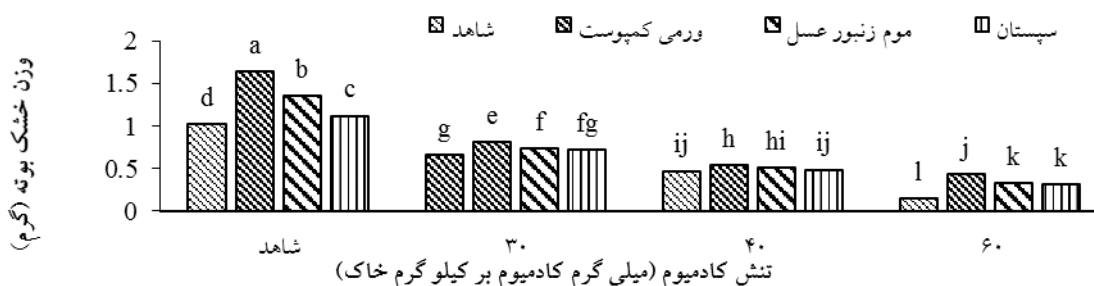 شاهد ورمی کمپوست موم زنبور عسل سپستان
وزن خشک بوته (گرم)
2
1.5
1
0.5
0
d a b c g e f fg ij h hi ij l j k k
شاهد ۳۰ ۴۰ ۶۰
تنش کادمیوم (میلی گرم کادمیوم بر کیلو گرم خاک)